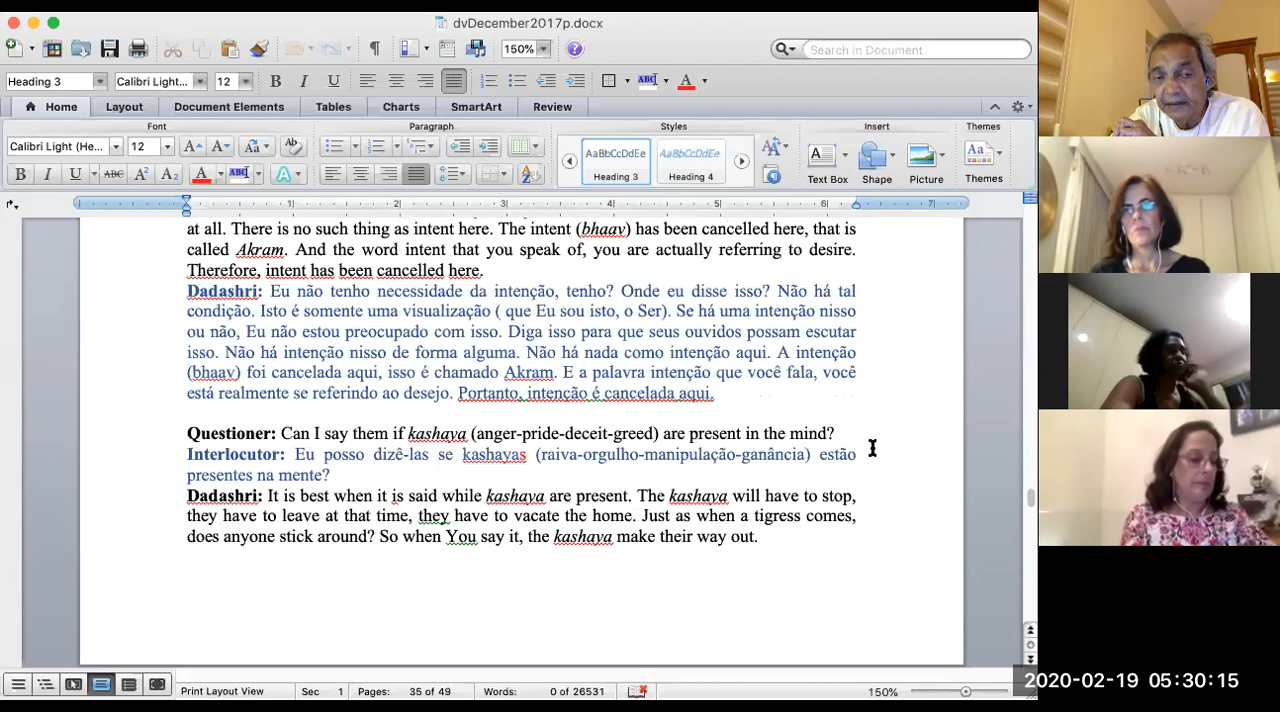 dvDecember2017p.docx
150%
Search in Document
Heading 3
Calibri Light...
12
B I U
ABC
A
Home
Layout
Document Elements
Tables
Charts
SmartArt
Review
Font
Paragraph
Styles
Insert
Themes
Calibri Light (He...
12
AaBbCcDdEe
Heading 3
AaBbCcDdEe
Heading 4
Text Box
Shape
Picture
Themes
B I U ABC A² A₂
1 2 3 4 5 6 7
at all. There is no such thing as intent here. The intent (bhaav) has been cancelled here, that is
called Akram. And the word intent that you speak of, you are actually referring to desire.
Therefore, intent has been cancelled here.
Dadashri: Eu não tenho necessidade da intenção, tenho? Onde eu disse isso? Não há tal
condição. Isto é somente uma visualização ( que Eu sou isto, o Ser). Se há uma intenção nisso
ou não, Eu não estou preocupado com isso. Diga isso para que seus ouvidos possam escutar
isso. Não há intenção nisso de forma alguma. Não há nada como intenção aqui. A intenção
(bhaav) foi cancelada aqui, isso é chamado Akram. E a palavra intenção que você fala, você
está realmente se referindo ao desejo. Portanto, intenção é cancelada aqui.
Questioner: Can I say them if kashaya (anger-pride-deceit-greed) are present in the mind?
Interlocutor: Eu posso dizê-las se kashayas (raiva-orgulho-manipulação-ganância) estão
presentes na mente?
Dadashri: It is best when it is said while kashaya are present. The kashaya will have to stop,
they have to leave at that time, they have to vacate the home. Just as when a tigress comes,
does anyone stick around? So when You say it, the kashaya make their way out.
Print Layout View
Sec 1
Pages: 35 of 49
Words: 0 of 26531
150%
2020-02-19 05:30:15